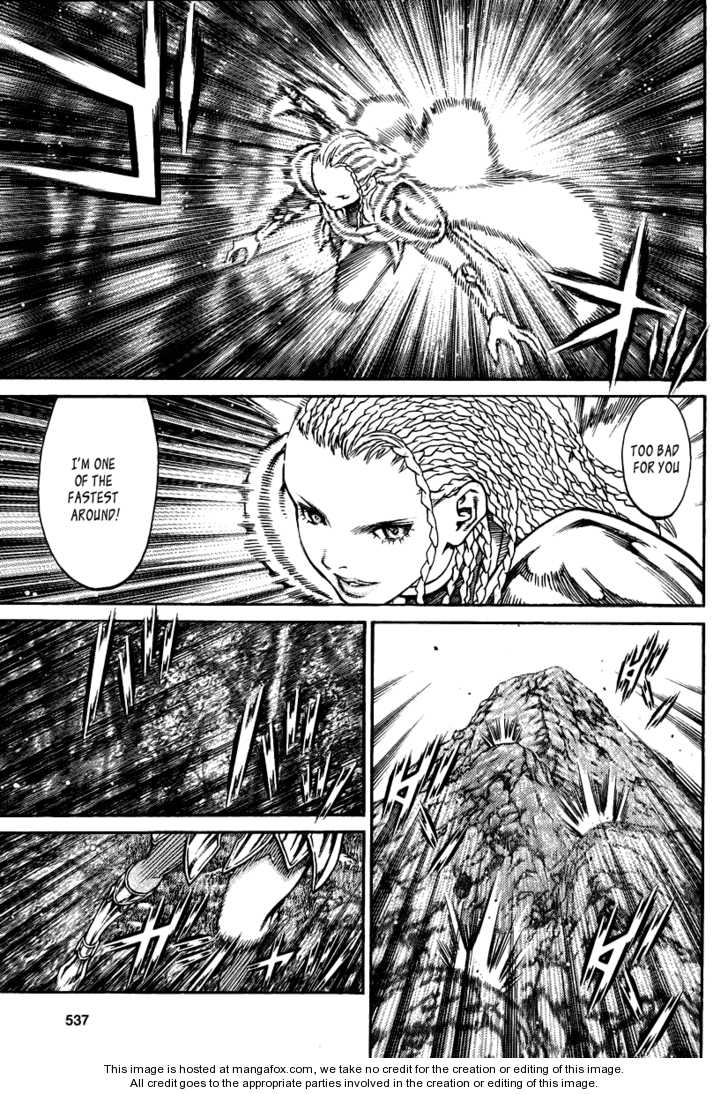 TOO BAD
FOR YOU
I'M ONE
OF THE
FASTEST
AROUND!
537
This image is hosted at mangafox.com, we take no credit for the creation or editing of this image.
All credit goes to the appropriate parties involved in the creation or editing of this image.